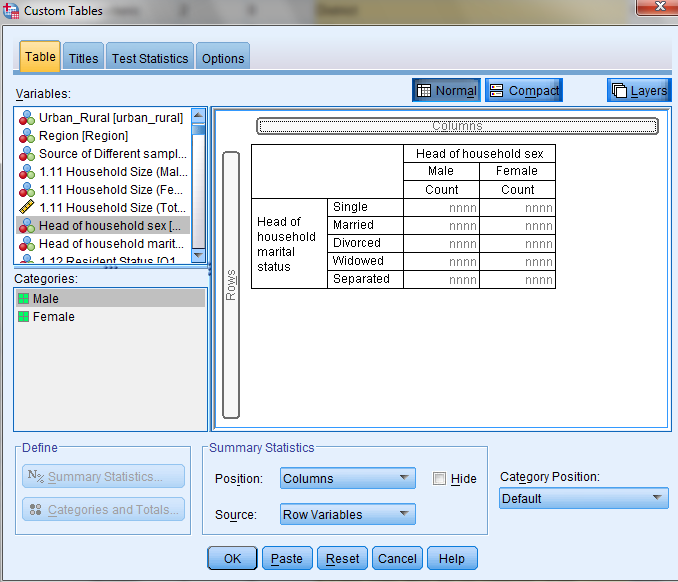 Custom Tables
Table Titles Test Statistics Options
Variables:
Normal Compact Layers
Urban_Rural [urban_rural]
Region [Region]
Source of Different sampl...
1.11 Household Size (Mal...
1.11 Household Size (Fe...
1.11 Household Size (Tot...
Head of household sex [...
Head of household marit...
1.12 Resident Status [Q1
Categories:
Male
Female
Columns
Rows
Head of household sex
Male Female
Count Count
Head of household marital status
Single nnnn nnnn
Married nnnn nnnn
Divorced nnnn nnnn
Widowed nnnn nnnn
Separated nnnn nnnn
Define
N% Summary Statistics...
Categories and Totals...
Summary Statistics
Position: Columns Hide
Source: Row Variables
Category Position:
Default
OK Paste Reset Cancel Help